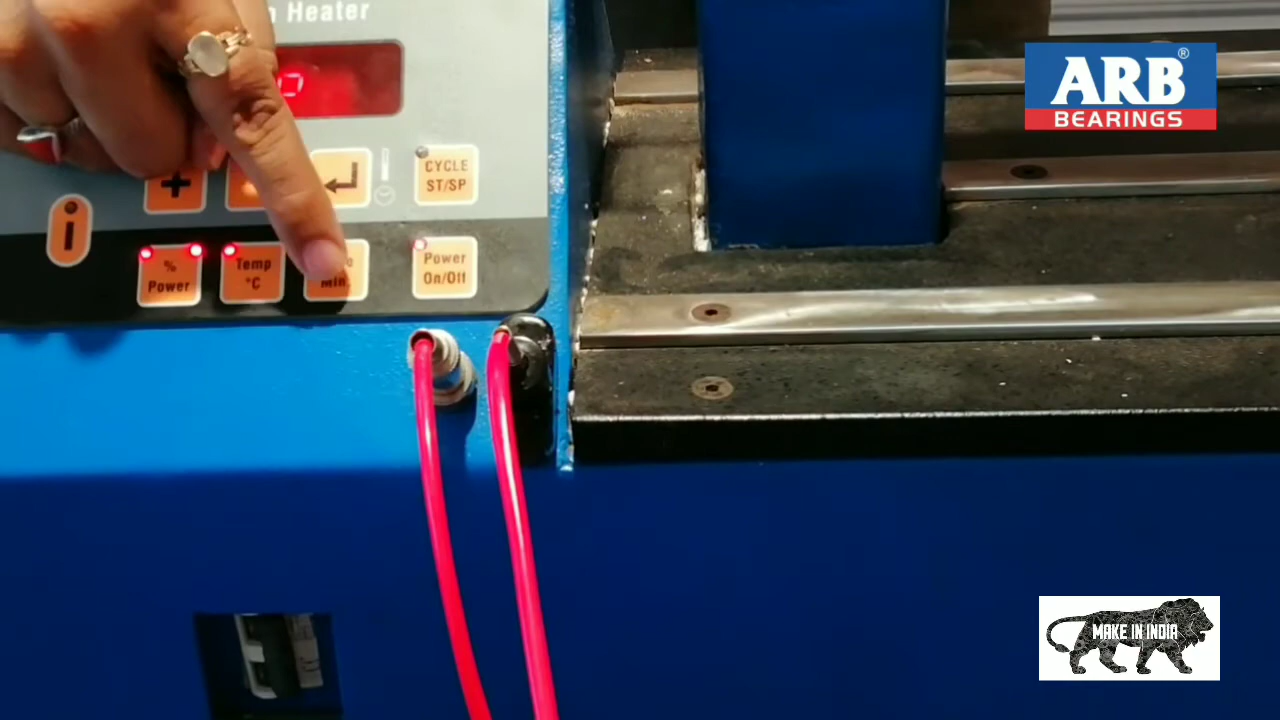 Heater
ARB®
BEARINGS
+
CYCLE
ST/SP
i
%
Power
Temp
°C
Min.
Power
On/Off
MAKE IN INDIA